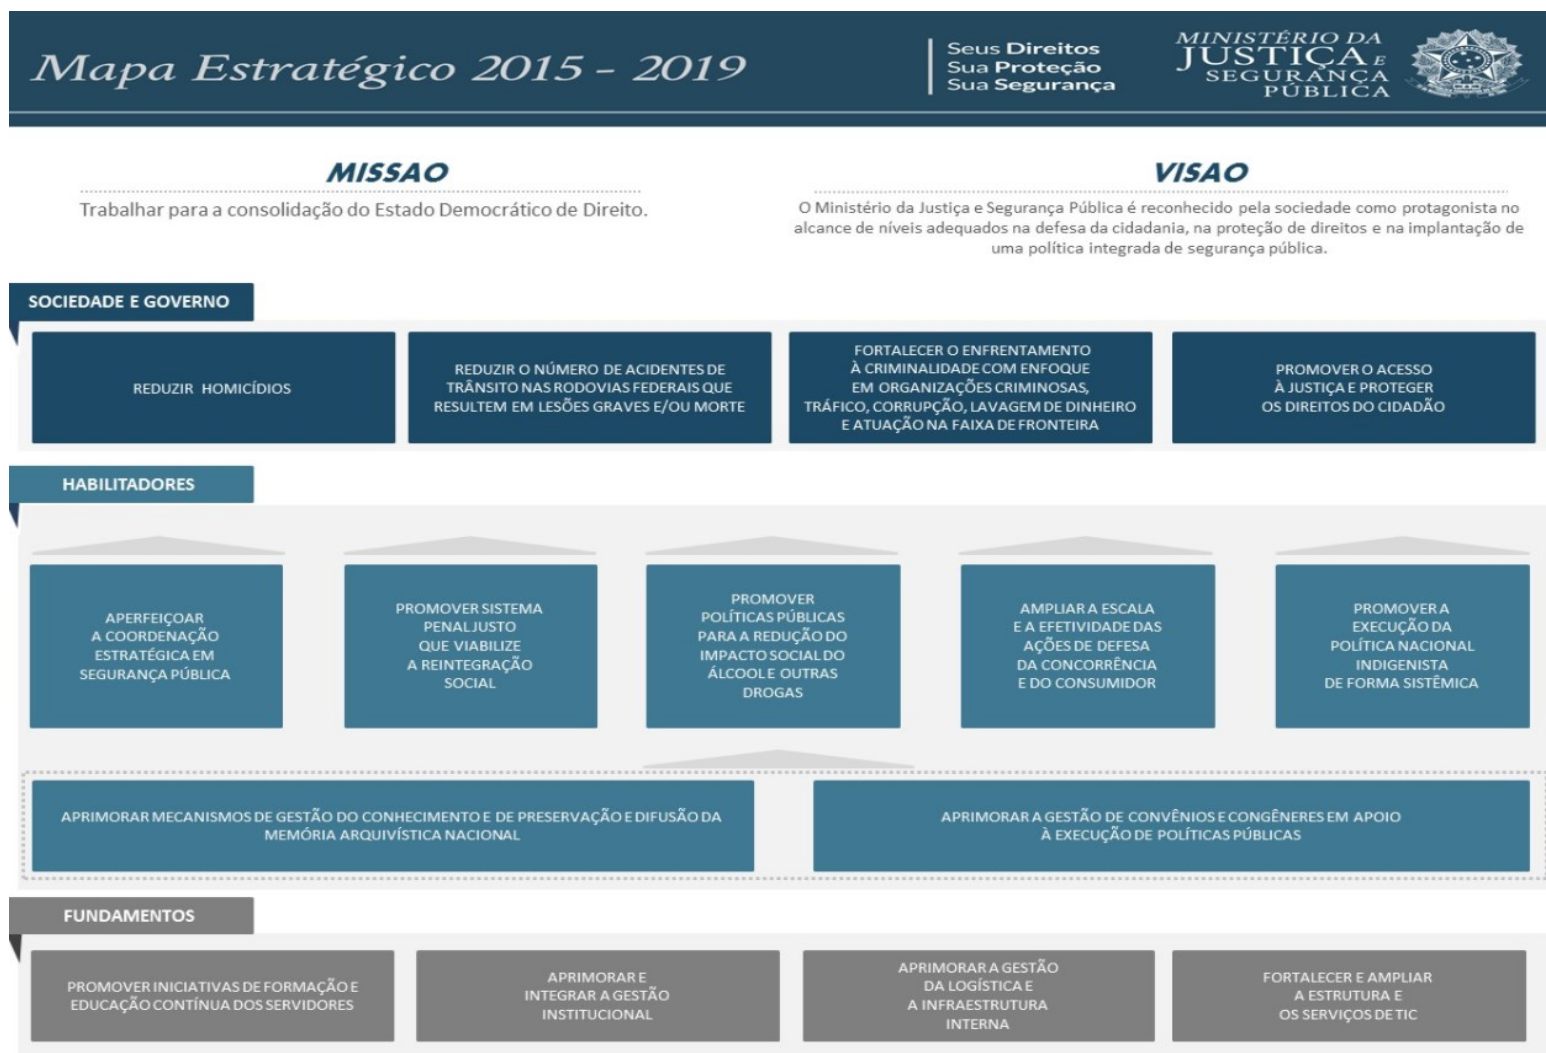 Mapa Estratégico 2015 - 2019
Seus Direitos
Sua Proteção
Sua Segurança
MINISTÉRIO DA
JUSTIÇA E
SEGURANÇA
PÚBLICA
MISSAO
Trabalhar para a consolidação do Estado Democrático de Direito.
VISAO
O Ministério da Justiça e Segurança Pública é reconhecido pela sociedade como protagonista no
alcance de níveis adequados na defesa da cidadania, na proteção de direitos e na implantação de
uma política integrada de segurança pública.
SOCIEDADE E GOVERNO
REDUZIR HOMICÍDIOS
REDUZIR O NÚMERO DE ACIDENTES DE
TRÂNSITO NAS RODOVIAS FEDERAIS QUE
RESULTEM EM LESÕES GRAVES E/OU MORTE
FORTALECER O ENFRENTAMENTO
À CRIMINALIDADE COM ENFOQUE
EM ORGANIZAÇÕES CRIMINOSAS,
TRÁFICO, CORRUPÇÃO, LAVAGEM DE DINHEIRO
E ATUAÇÃO NA FAIXA DE FRONTEIRA
PROMOVER O ACESSO
À JUSTIÇA E PROTEGER
OS DIREITOS DO CIDADÃO
HABILITADORES
APERFEIÇOAR
A COORDENAÇÃO
ESTRATÉGICA EM
SEGURANÇA PÚBLICA
PROMOVER SISTEMA
PENAL JUSTO
QUE VIABILIZE
A REINTEGRAÇÃO
SOCIAL
PROMOVER
POLÍTICAS PÚBLICAS
PARA A REDUÇÃO DO
IMPACTO SOCIAL DO
ÁLCOOL E OUTRAS
DROGAS
AMPLIAR A ESCALA
E A EFETIVIDADE DAS
AÇÕES DE DEFESA
DA CONCORRÊNCIA
E DO CONSUMIDOR
PROMOVER A
EXECUÇÃO DA
POLÍTICA NACIONAL
INDIGENISTA
DE FORMA SISTÊMICA
APRIMORAR MECANISMOS DE GESTÃO DO CONHECIMENTO E DE PRESERVAÇÃO E DIFUSÃO DA
MEMÓRIA ARQUIVÍSTICA NACIONAL
APRIMORAR A GESTÃO DE CONVÊNIOS E CONGÊNERES EM APOIO
À EXECUÇÃO DE POLÍTICAS PÚBLICAS
FUNDAMENTOS
PROMOVER INICIATIVAS DE FORMAÇÃO E
EDUCAÇÃO CONTÍNUA DOS SERVIDORES
APRIMORAR E
INTEGRAR A GESTÃO
INSTITUCIONAL
APRIMORAR A GESTÃO
DA LOGÍSTICA E
A INFRAESTRUTURA
INTERNA
FORTALECER E AMPLIAR
A ESTRUTURA E
OS SERVIÇOS DE TIC